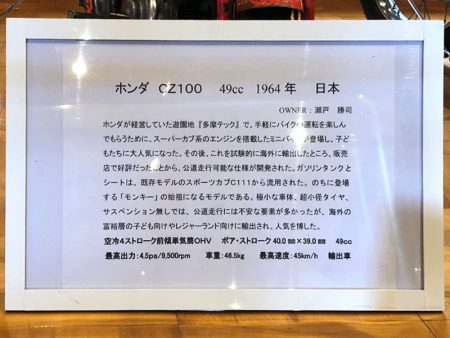 ホンダ CZ100 49cc 1964年 日本
OWNER：瀬戸 勝司
ホンダが経営していた遊園地『多摩テック』で、手軽にバイクの運転を楽しん
でもらうために、スーパーカブ系のエンジンを搭載したミニバイクが登場し、子ど
もたちに大人気になった。その後、これを試験的に海外に輸出したところ、販売
店で好評だったことから、公道走行可能な仕様が開発された。ガソリンタンクと
シートは、既存モデルのスポーツカブC111から流用された。のちに登場
する「モンキー」の始祖になるモデルである。極小な車体、超小径タイヤ、
サスペンション無しでは、公道走行には不安な要素が多かったが、海外の
富裕層の子ども向けやレジャーランド向けに輸出され、人気を博した。
空冷4ストローク前傾単気筒OHV ボア・ストローク40.0mm×39.0mm 49cc
最高出力：4.5ps/9,500rpm 車重：46.5kg 最高速度：45km/h 輸出車